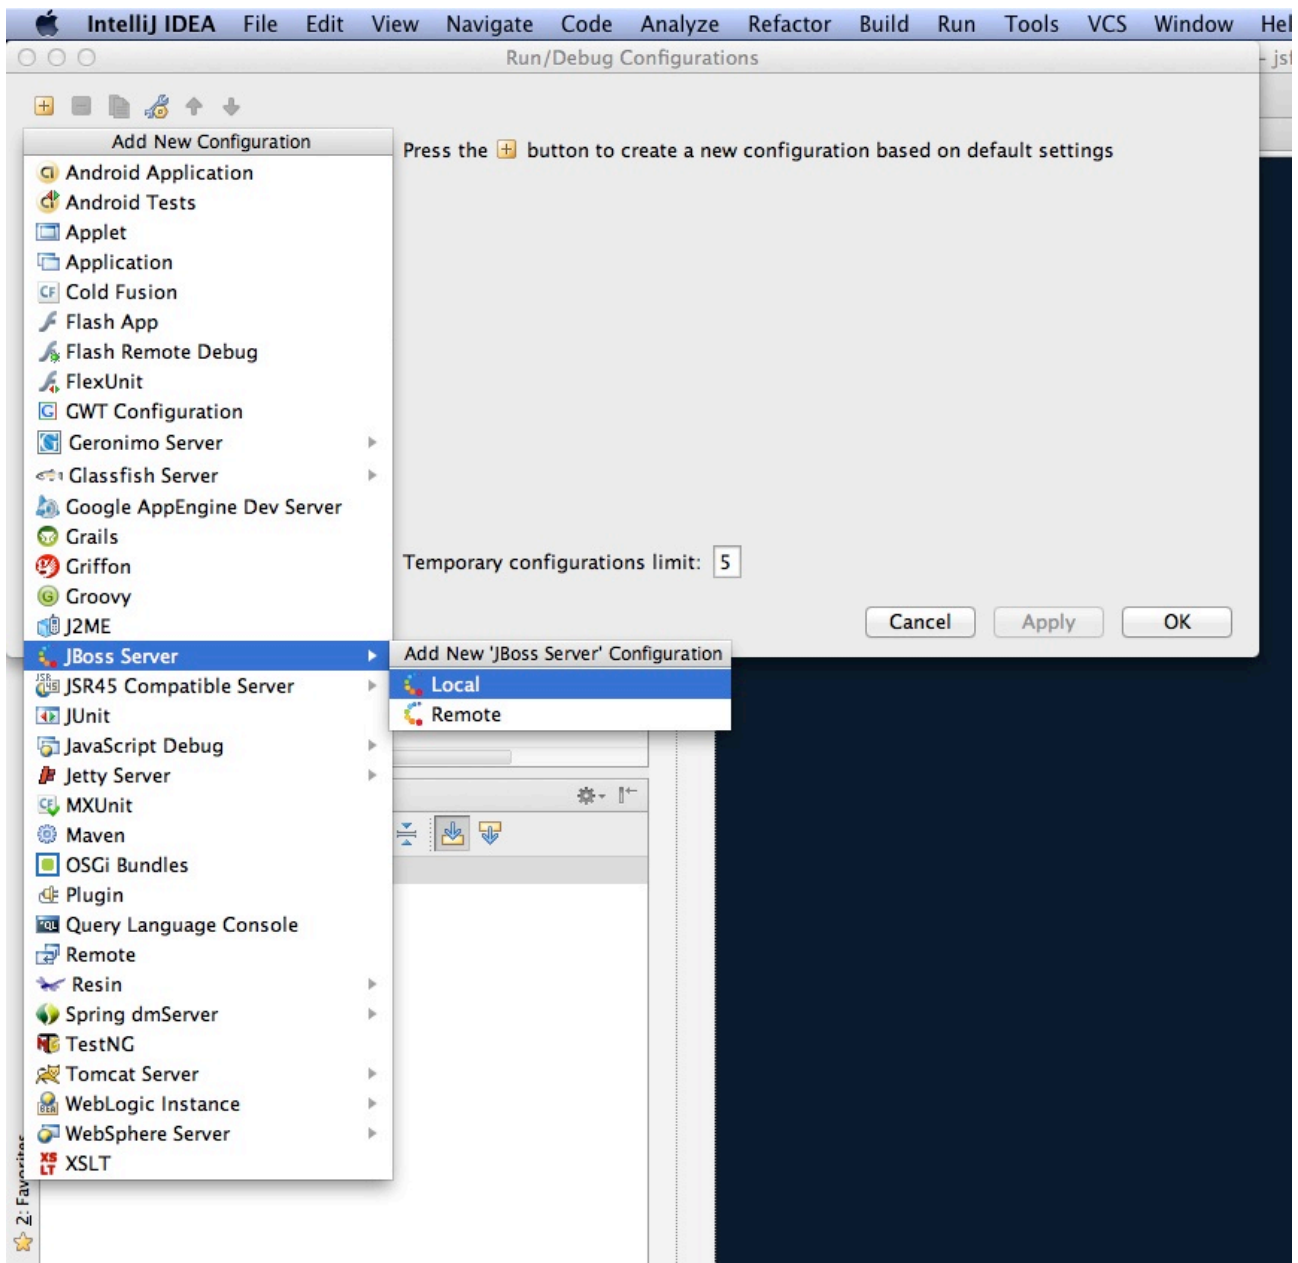 IntelliJ IDEA File Edit View Navigate Code Analyze Refactor Build Run Tools VCS Window Hel
Run/Debug Configurations
- jsf
Add New Configuration
Press the + button to create a new configuration based on default settings
Android Application
Android Tests
Applet
Application
Cold Fusion
Flash App
Flash Remote Debug
FlexUnit
GWT Configuration
Geronimo Server
Glassfish Server
Google AppEngine Dev Server
Grails
Griffon
Groovy
J2ME
JBoss Server
JSR45 Compatible Server
JUnit
JavaScript Debug
Jetty Server
MXUnit
Maven
OSGi Bundles
Plugin
Query Language Console
Remote
Resin
Spring dmServer
TestNG
Tomcat Server
WebLogic Instance
WebSphere Server
XSLT
Temporary configurations limit: 5
Cancel Apply OK
Add New 'JBoss Server' Configuration
Local
Remote
2: Favorites